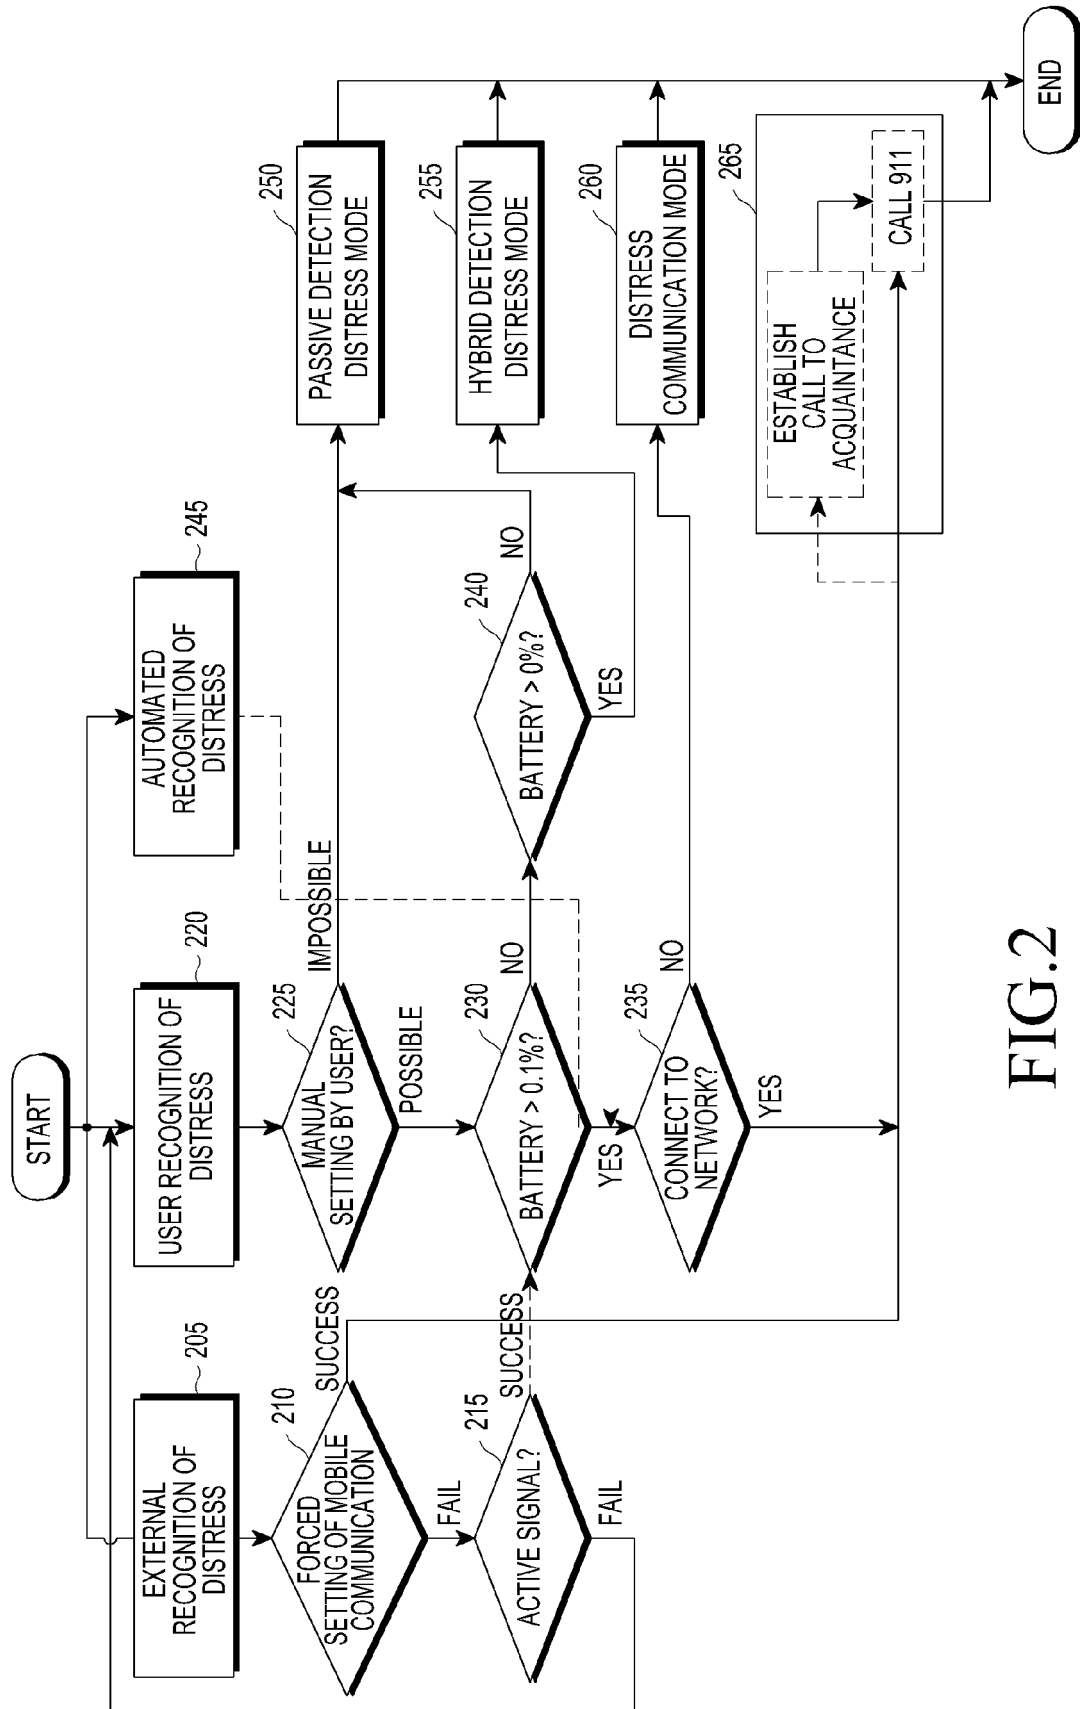 START
EXTERNAL
RECOGNITION OF
DISTRESS
205
FORCED
SETTING OF MOBILE
COMMUNICATION
210
SUCCESS
FAIL
ACTIVE SIGNAL?
215
SUCCESS
FAIL
USER RECOGNITION OF
DISTRESS
220
MANUAL
SETTING BY USER?
225
IMPOSSIBLE
POSSIBLE
BATTERY > 0.1%?
230
NO
YES
CONNECT TO
NETWORK?
235
NO
YES
AUTOMATED
RECOGNITION OF
DISTRESS
245
BATTERY > 0%?
240
NO
YES
PASSIVE DETECTION
DISTRESS MODE
250
HYBRID DETECTION
DISTRESS MODE
255
DISTRESS
COMMUNICATION MODE
260
ESTABLISH
CALL TO
ACQUAINTANCE
CALL 911
265
END
FIG.2